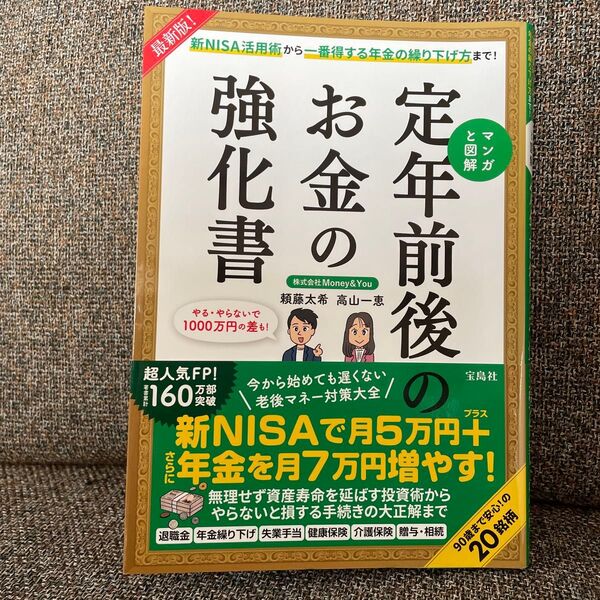 最新版!
新NISA活用術から一番得する年金の繰り下げ方まで!
マンガ
と図解
定年前後の
お金の
強化書
株式会社Money&You
頼藤太希 高山一恵
やる・やらないで
1000万円の差も!
宝島社
超人気FP!
著者累計
160万部
突破
今から始めても遅くない
老後マネー対策大全
新NISAで月5万円+
プラス
さらに
年金を月7万円増やす!
無理せず資産寿命を延ばす投資術から
やらないと損する手続きの大正解まで
退職金 年金繰り下げ 失業手当 健康保険 介護保険 贈与・相続
90歳まで安心!の
20銘柄